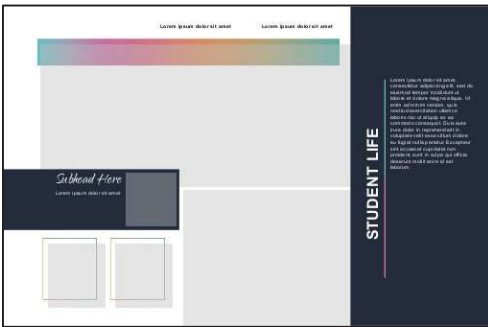 Lorem ipsum dolor sit amet
Lorem ipsum dolor sit amet
Subhead Here
Lorem ipsum dolor sit amet
STUDENT LIFE
Lorem ipsum dolor sit amet,
consectetur adipiscing elit, sed do
eiusmod tempor incididunt ut
labore et dolore magna aliqua. Ut
enim ad minim veniam, quis
nostrud exercitation ullamco
laboris nisi ut aliquip ex ea
commodo consequat. Duis aute
irure dolor in reprehenderit in
voluptate velit esse cillum dolore
eu fugiat nulla pariatur. Excepteur
sint occaecat cupidatat non
proident, sunt in culpa qui officia
deserunt mollit anim id est
laborum.